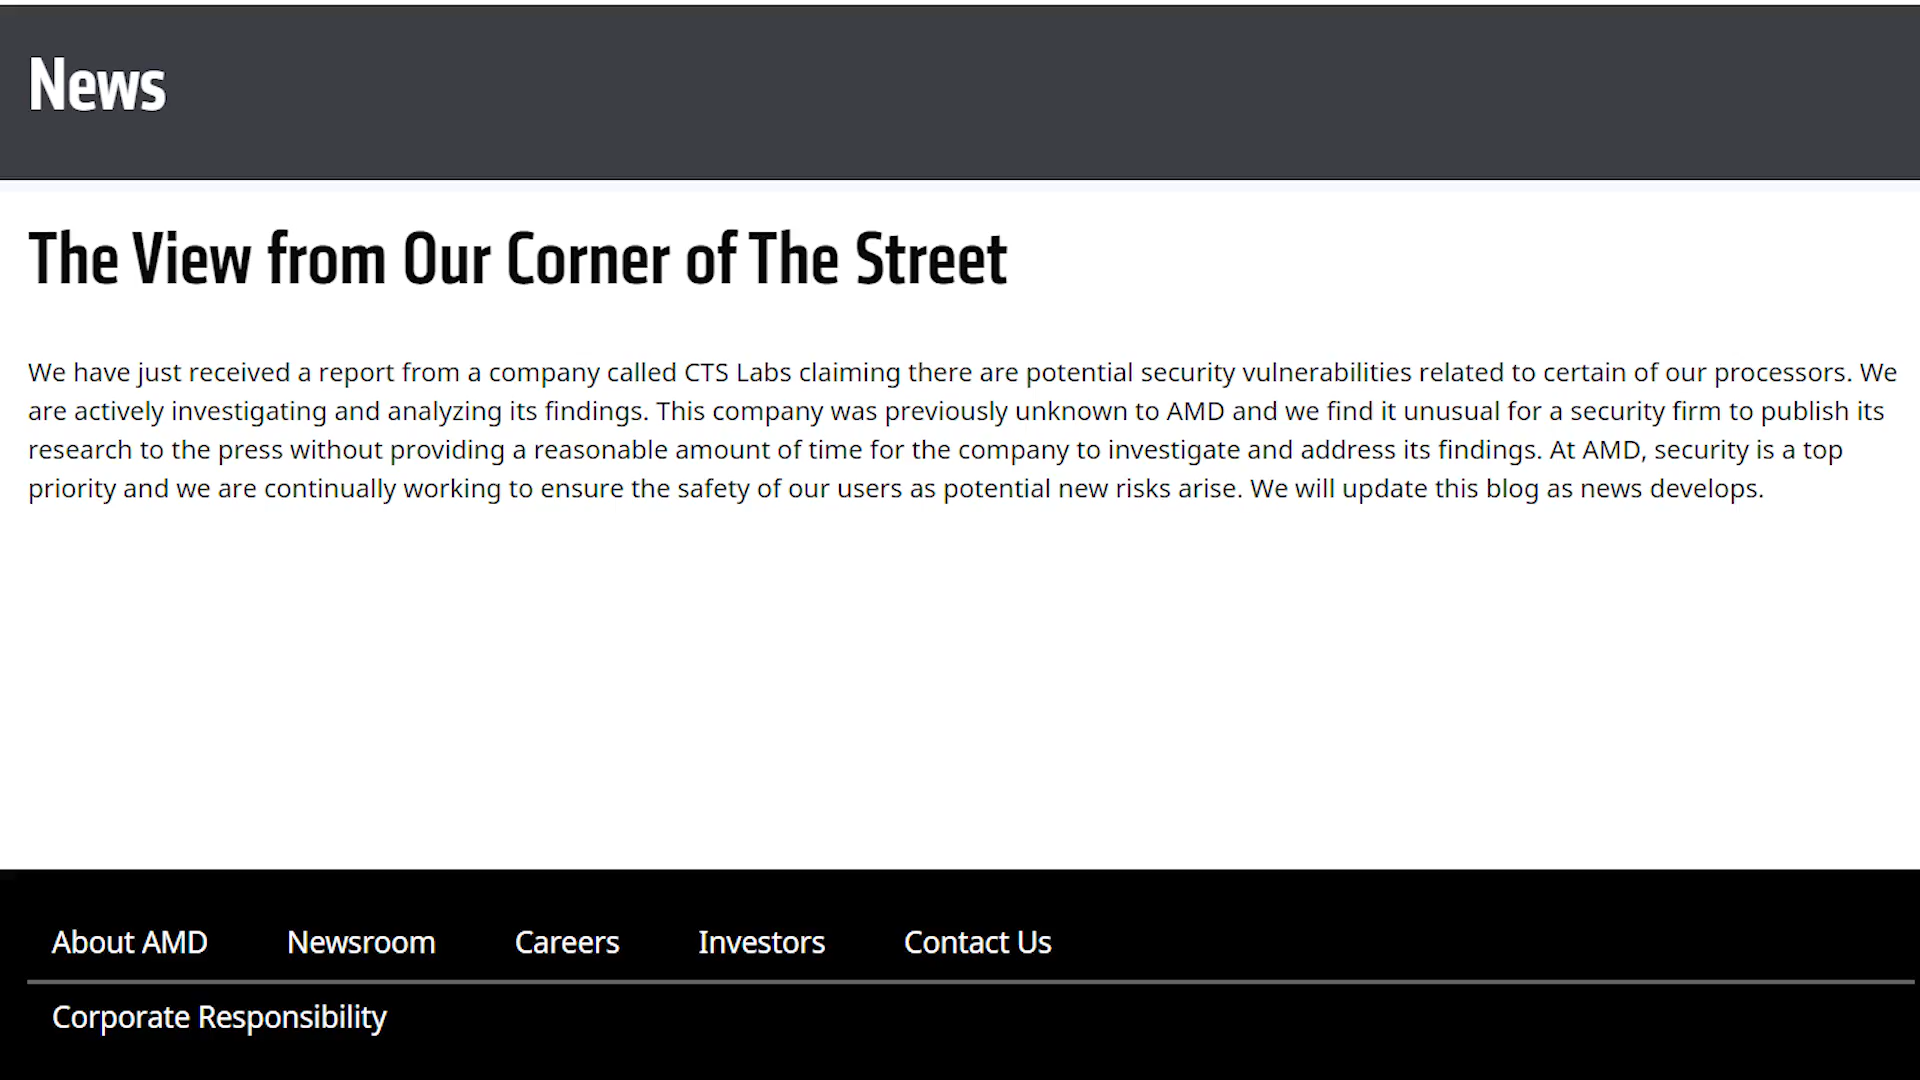 News
The View from Our Corner of The Street
We have just received a report from a company called CTS Labs claiming there are potential security vulnerabilities related to certain of our processors. We
are actively investigating and analyzing its findings. This company was previously unknown to AMD and we find it unusual for a security firm to publish its
research to the press without providing a reasonable amount of time for the company to investigate and address its findings. At AMD, security is a top
priority and we are continually working to ensure the safety of our users as potential new risks arise. We will update this blog as news develops.
About AMD Newsroom Careers Investors Contact Us
Corporate Responsibility